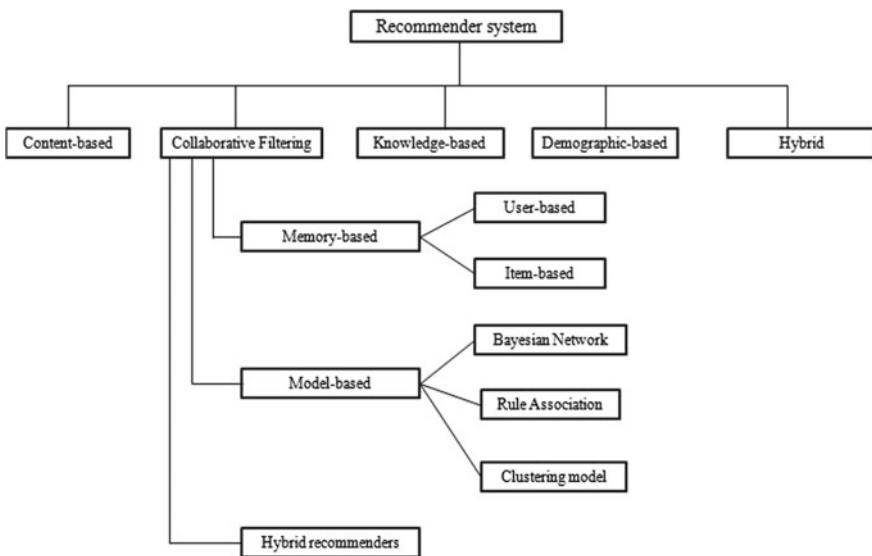 Recommender system
Content-based
Collaborative Filtering
Knowledge-based
Demographic-based
Hybrid
User-based
Memory-based
Item-based
Bayesian Network
Model-based
Rule Association
Clustering model
Hybrid recommenders